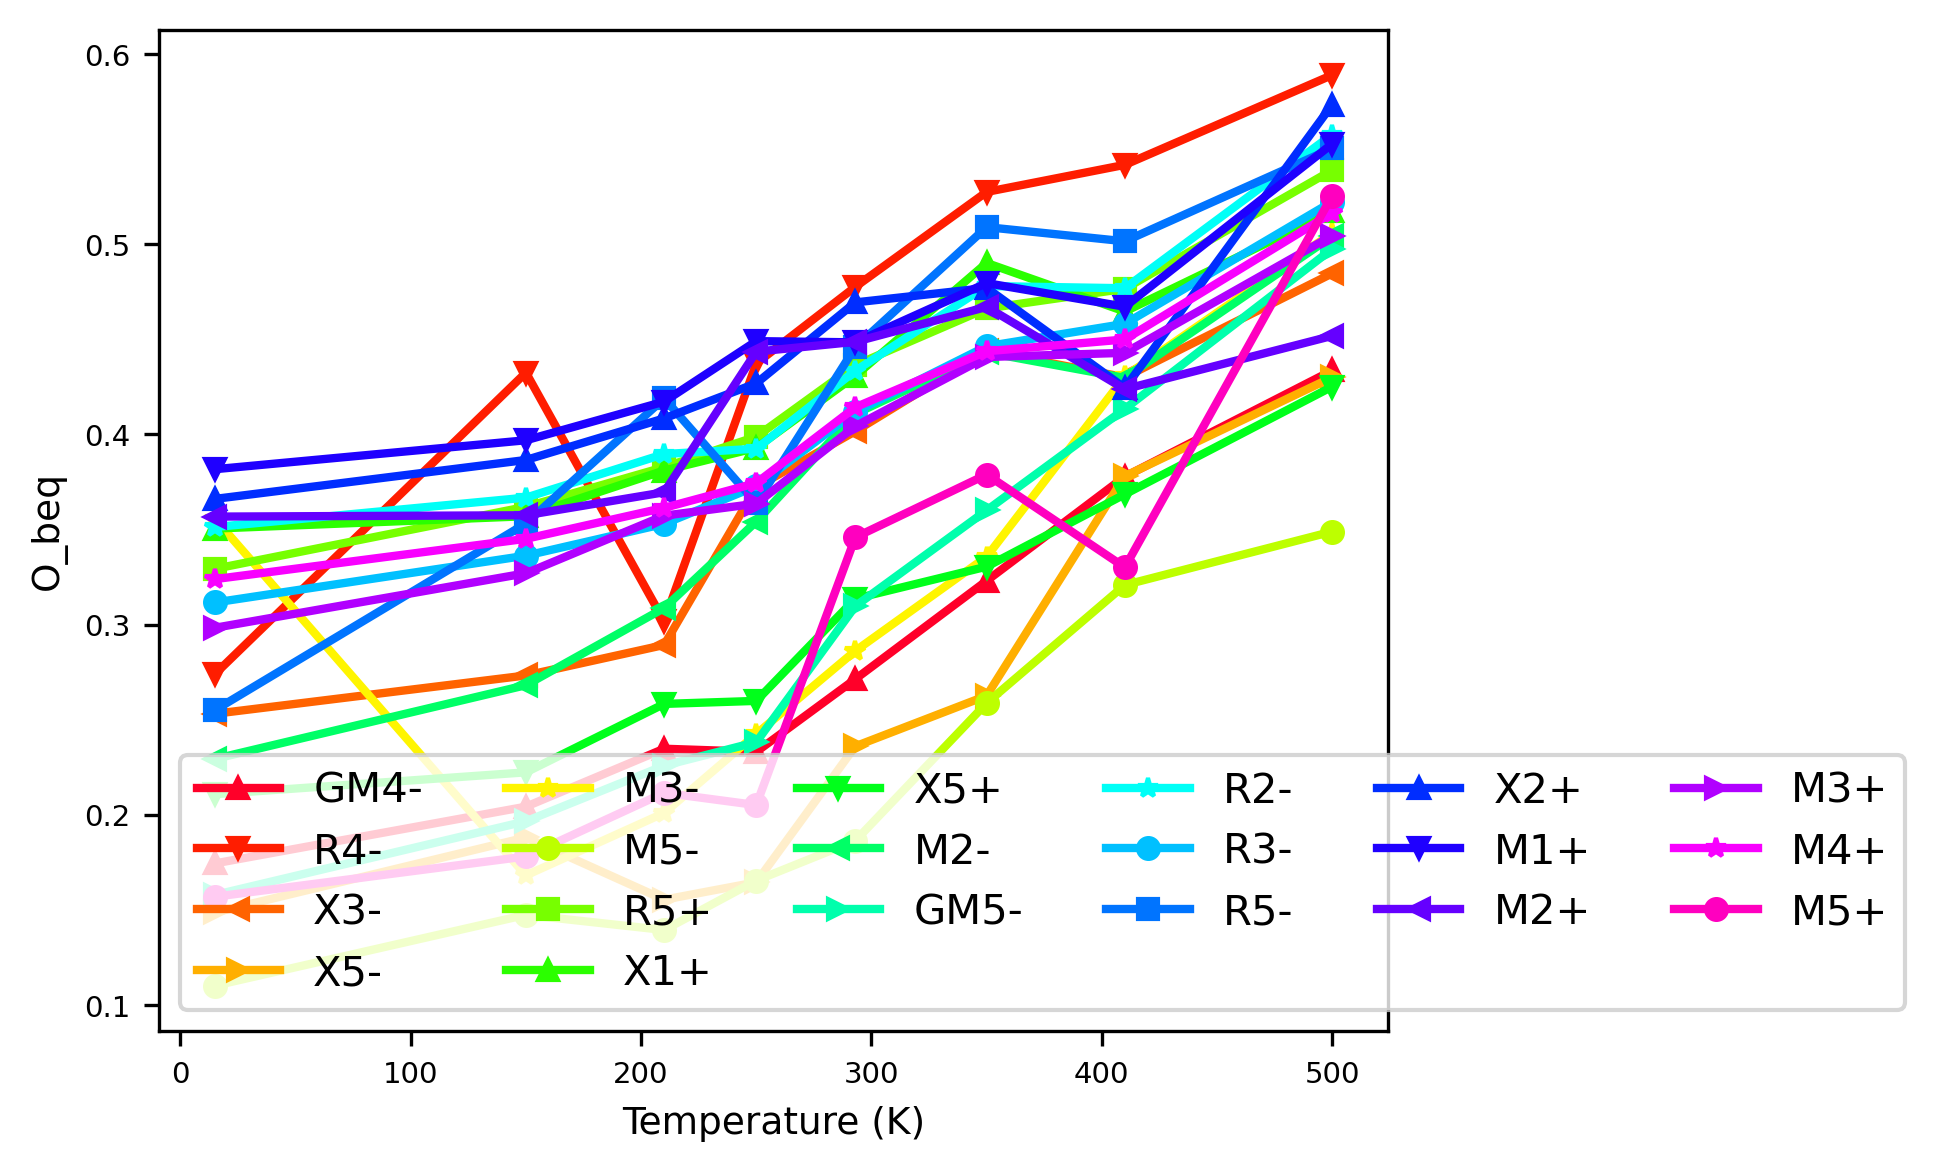 0.6
0.5
0.4
0.3
0.2
0.1
O_beq
GM4- M3- X5+ R2- X2+ M3+
R4- M5- M2- R3- M1+ M4+
X3- R5+ GM5- R5- M2+ M5+
X5- X1+
0 100 200 300 400 500
Temperature (K)